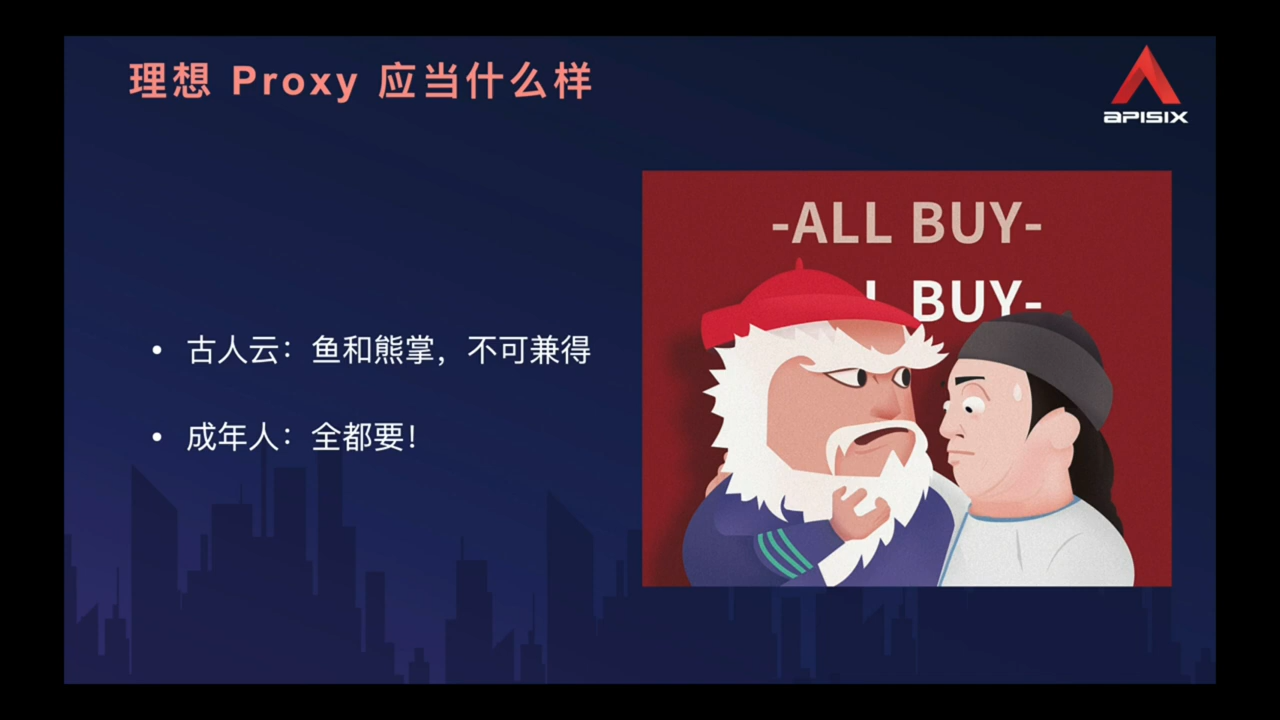 理想 Proxy 应当什么样
APISIX
-ALL BUY-
L BUY-
• 古人云：鱼和熊掌，不可兼得
• 成年人：全都要！